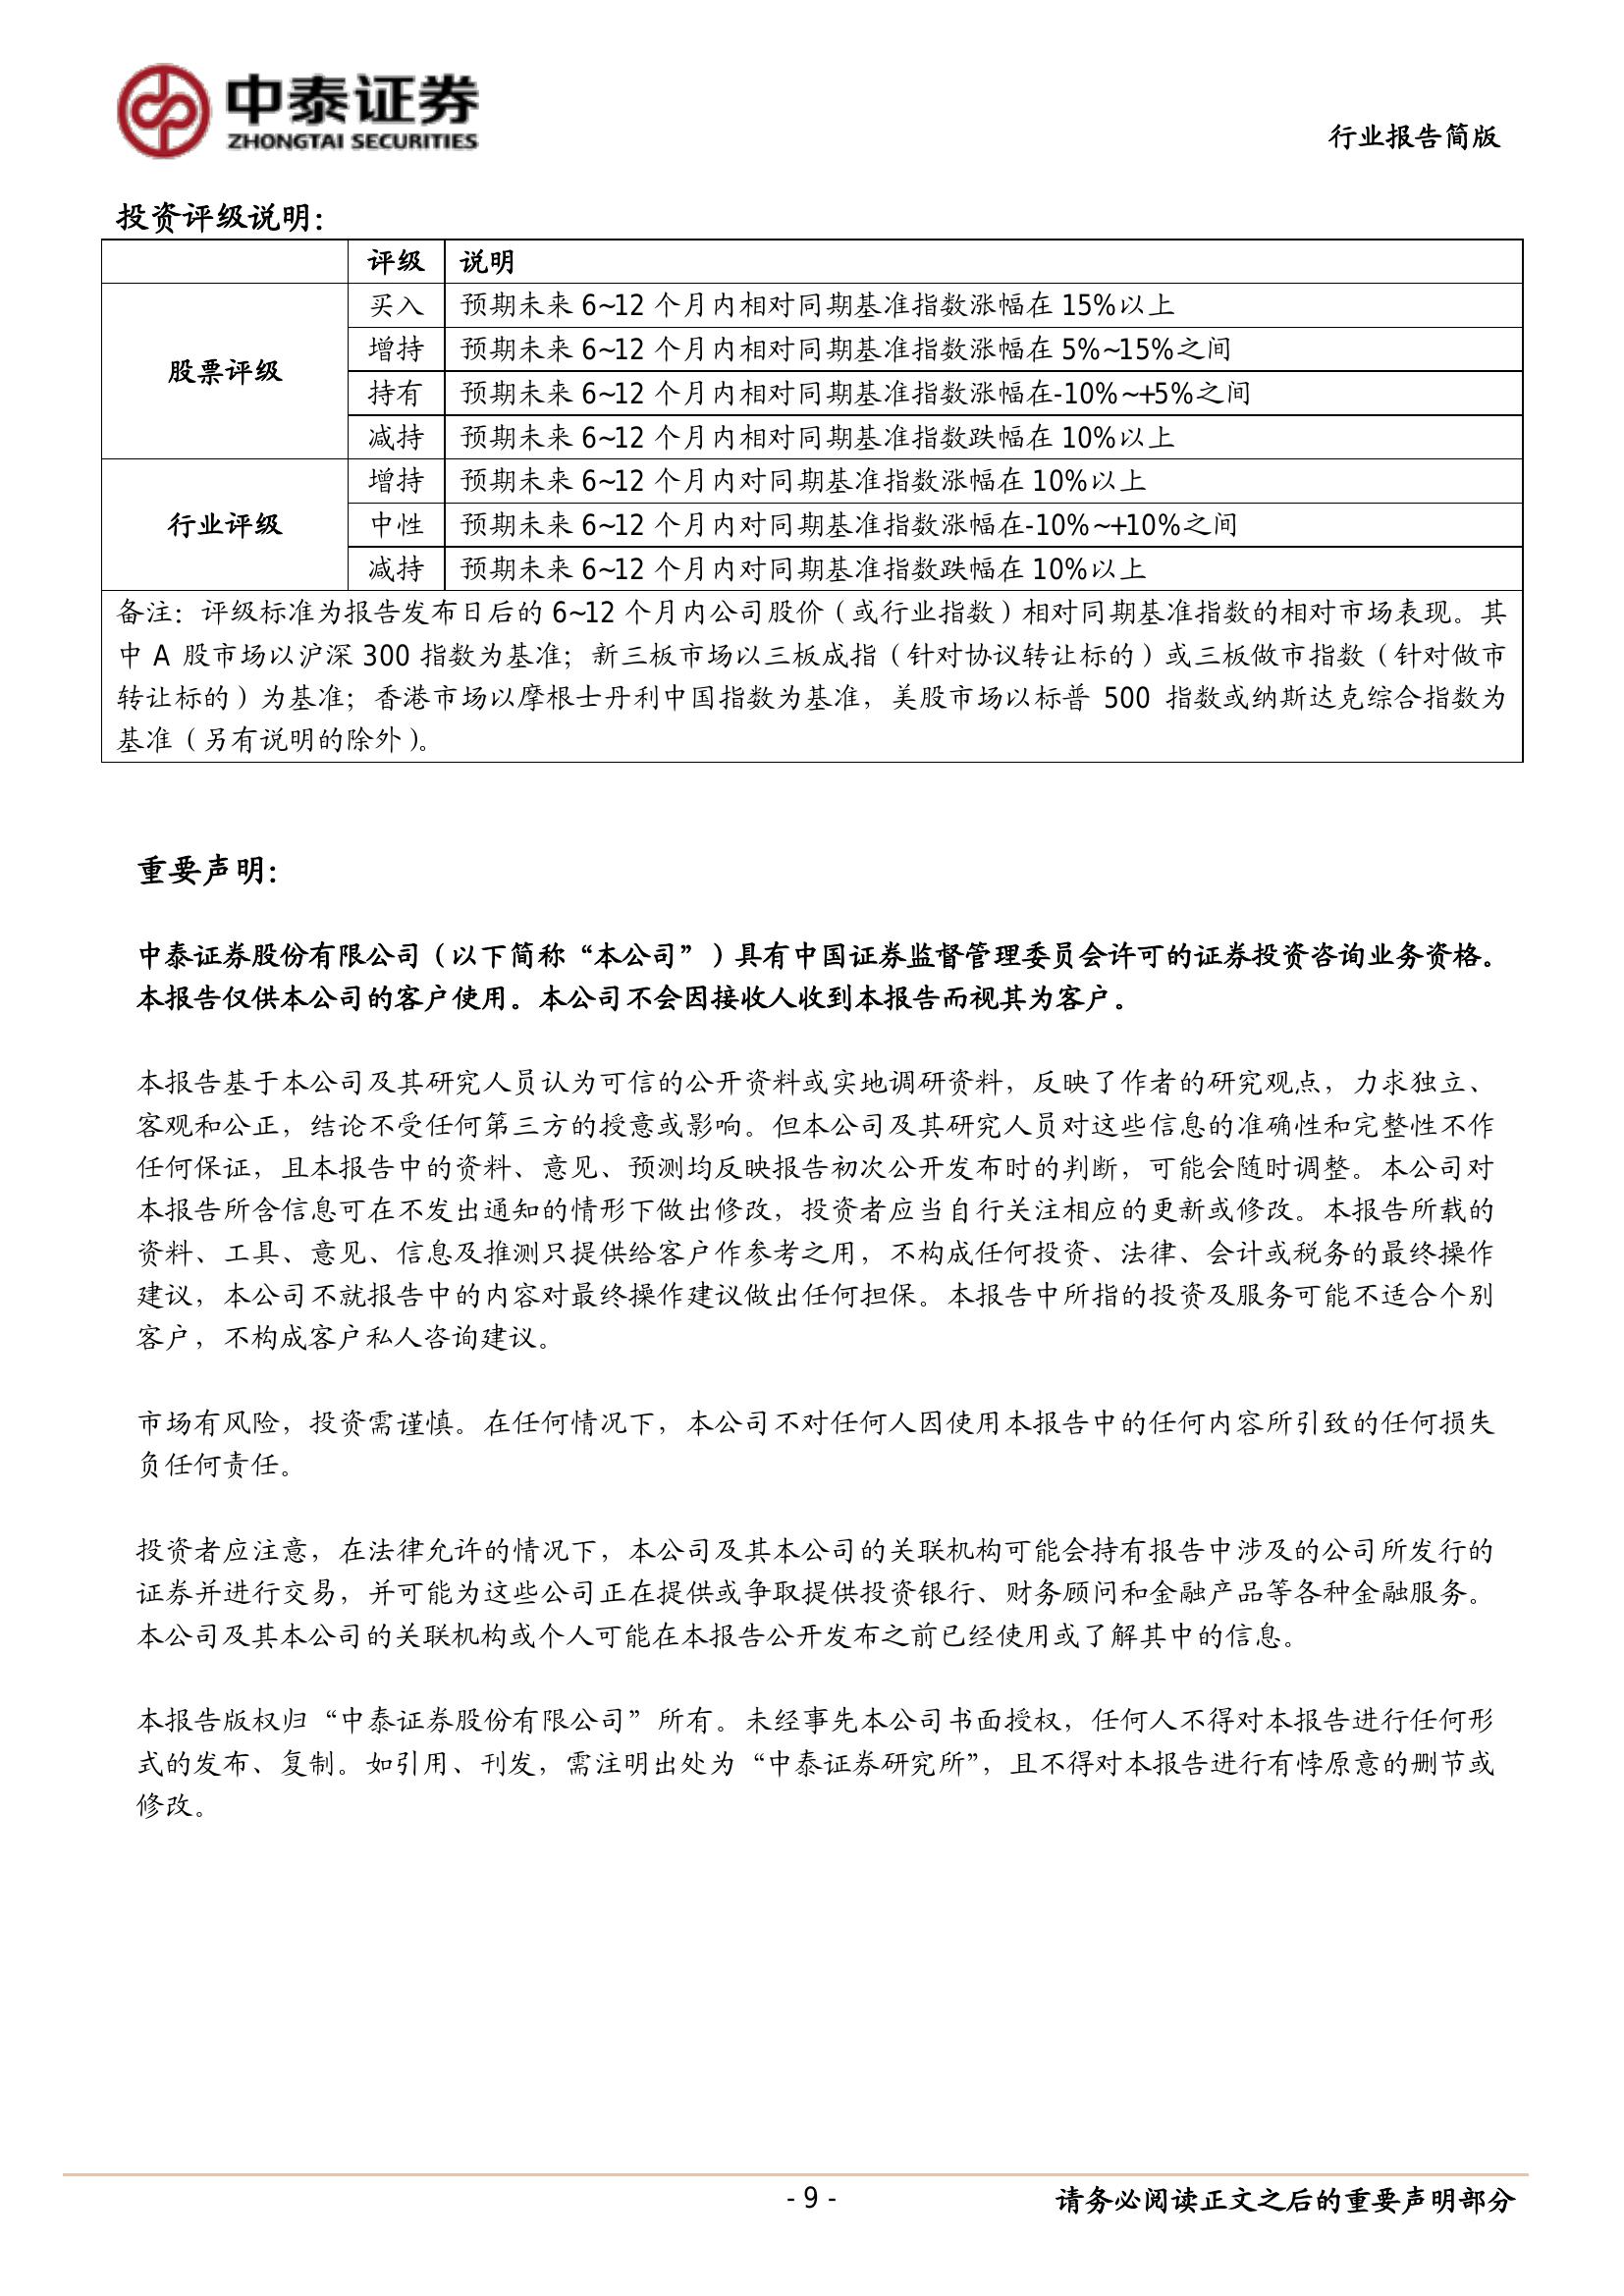 中泰证券
ZHONGTAI SECURITIES
行业报告简版
投资评级说明：
评级 说明
股票评级
买入 预期未来 6~12 个月内相对同期基准指数涨幅在 15%以上
增持 预期未来 6~12 个月内相对同期基准指数涨幅在 5%~15%之间
持有 预期未来 6~12 个月内相对同期基准指数涨幅在-10%~+5%之间
减持 预期未来 6~12 个月内相对同期基准指数跌幅在 10%以上
行业评级
增持 预期未来 6~12 个月内对同期基准指数涨幅在 10%以上
中性 预期未来 6~12 个月内对同期基准指数涨幅在-10%~+10%之间
减持 预期未来 6~12 个月内对同期基准指数跌幅在 10%以上
备注：评级标准为报告发布日后的 6~12 个月内公司股价（或行业指数）相对同期基准指数的相对市场表现。其
中 A 股市场以沪深 300 指数为基准；新三板市场以三板成指（针对协议转让标的）或三板做市指数（针对做市
转让标的）为基准；香港市场以摩根士丹利中国指数为基准，美股市场以标普 500 指数或纳斯达克综合指数为
基准（另有说明的除外）。
重要声明：
中泰证券股份有限公司（以下简称“本公司”）具有中国证券监督管理委员会许可的证券投资咨询业务资格。
本报告仅供本公司的客户使用。本公司不会因接收人收到本报告而视其为客户。
本报告基于本公司及其研究人员认为可信的公开资料或实地调研资料，反映了作者的研究观点，力求独立、
客观和公正，结论不受任何第三方的授意或影响。但本公司及其研究人员对这些信息的准确性和完整性不作
任何保证，且本报告中的资料、意见、预测均反映报告初次公开发布时的判断，可能会随时调整。本公司对
本报告所含信息可在不发出通知的情形下做出修改，投资者应当自行关注相应的更新或修改。本报告所载的
资料、工具、意见、信息及推测只提供给客户作参考之用，不构成任何投资、法律、会计或税务的最终操作
建议，本公司不就报告中的内容对最终操作建议做出任何担保。本报告中所指的投资及服务可能不适合个别
客户，不构成客户私人咨询建议。
市场有风险，投资需谨慎。在任何情况下，本公司不对任何人因使用本报告中的任何内容所引致的任何损失
负任何责任。
投资者应注意，在法律允许的情况下，本公司及其本公司的关联机构可能会持有报告中涉及的公司所发行的
证券并进行交易，并可能为这些公司正在提供或争取提供投资银行、财务顾问和金融产品等各种金融服务。
本公司及其本公司的关联机构或个人可能在本报告公开发布之前已经使用或了解其中的信息。
本报告版权归“中泰证券股份有限公司”所有。未经事先本公司书面授权，任何人不得对本报告进行任何形
式的发布、复制。如引用、刊发，需注明出处为“中泰证券研究所”，且不得对本报告进行有悖原意的删节或
修改。
- 9 -
请务必阅读正文之后的重要声明部分